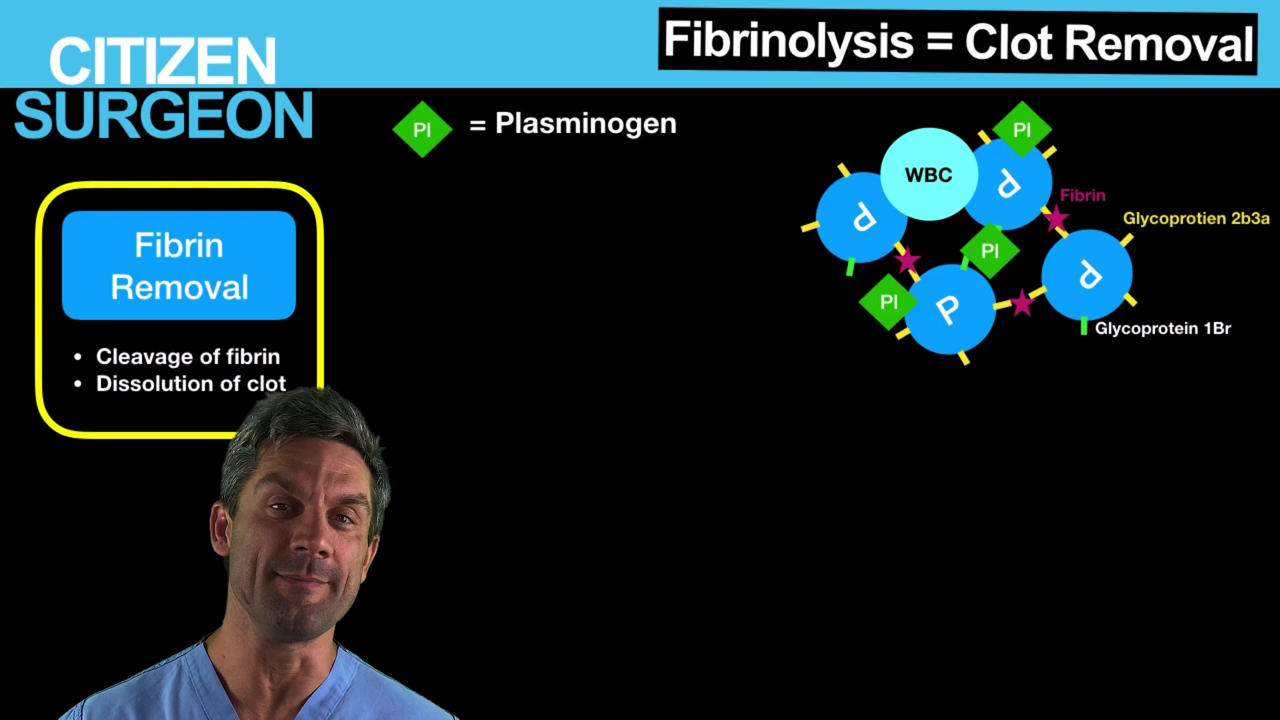 Fibrinolysis = Clot Removal
CITIZEN
SURGEON
Pl = Plasminogen
Fibrin
Removal
• Cleavage of fibrin
• Dissolution of clot
Pl
WBC
P
P
Fibrin
Glycoprotien 2b3a
Pl
P
Pl
P
Glycoprotein 1Br